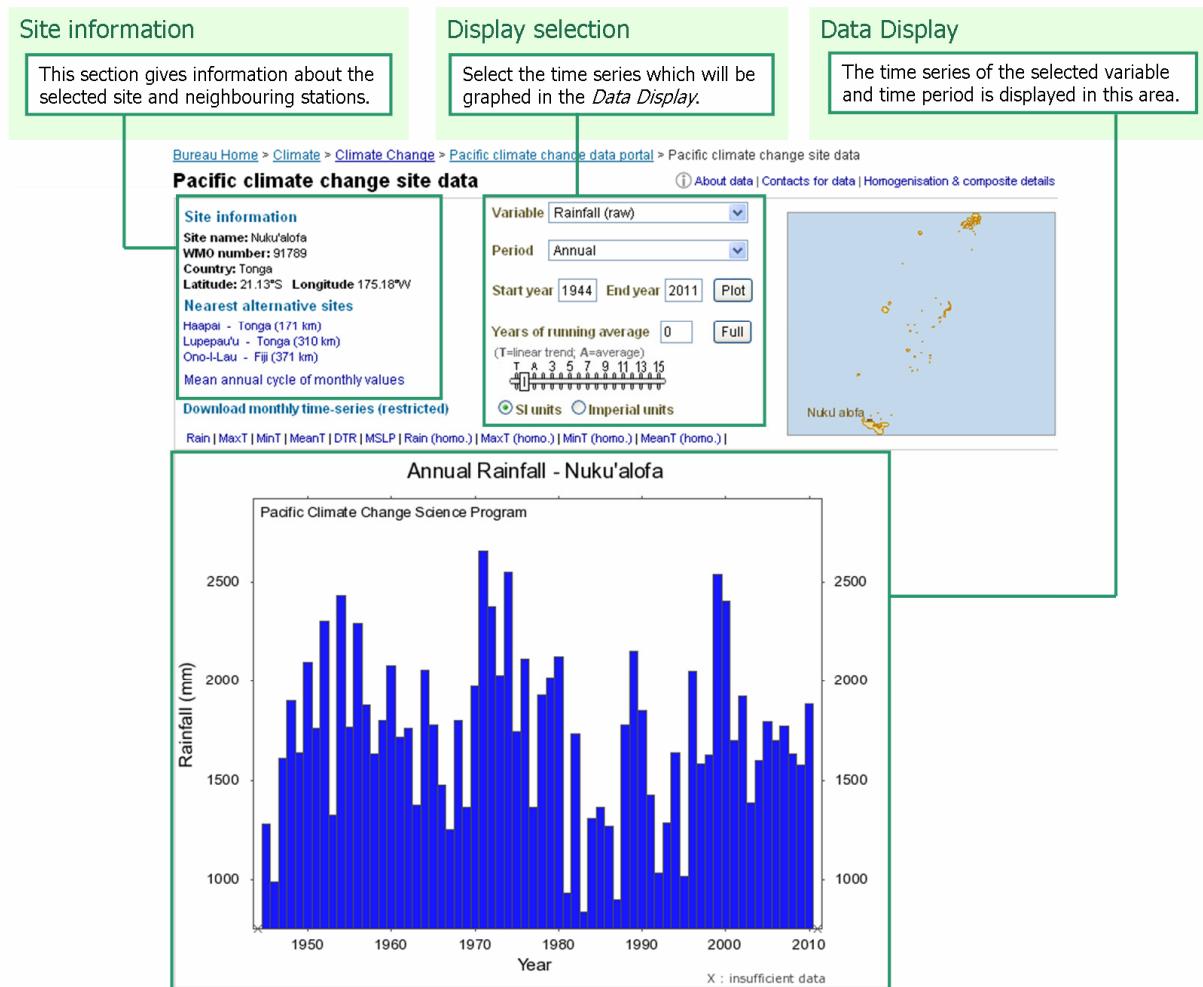 Site information
This section gives information about the
selected site and neighbouring stations.
Display selection
Select the time series which will be
graphed in the Data Display.
Data Display
The time series of the selected variable
and time period is displayed in this area.
Bureau Home > Climate > Climate Change > Pacific climate change data portal > Pacific climate change site data
Pacific climate change site data
i About data | Contacts for data | Homogenisation & composite details
Site information
Site name: Nuku'alofa
WMO number: 91789
Country: Tonga
Latitude: 21.13°S Longitude 175.18°W
Nearest alternative sites
Haapai - Tonga (171 km)
Lupepau'u - Tonga (310 km)
Ono-I-Lau - Fiji (371 km)
Mean annual cycle of monthly values
Download monthly time-series (restricted)
Variable Rainfall (raw)
Period Annual
Start year 1944 End year 2011 Plot
Years of running average 0 Full
(T=linear trend; A=average)
T A 3 5 7 9 11 13 15
SI units Imperial units
Nuku'alofa
Rain | MaxT | MinT | MeanT | DTR | MSLP | Rain (homo.) | MaxT (homo.) | MinT (homo.) | MeanT (homo.) |
Annual Rainfall - Nuku'alofa
Pacific Climate Change Science Program
2500 2500
2000 2000
1500 1500
1000 1000
Rainfall (mm)
1950 1960 1970 1980 1990 2000 2010
Year
X : insufficient data